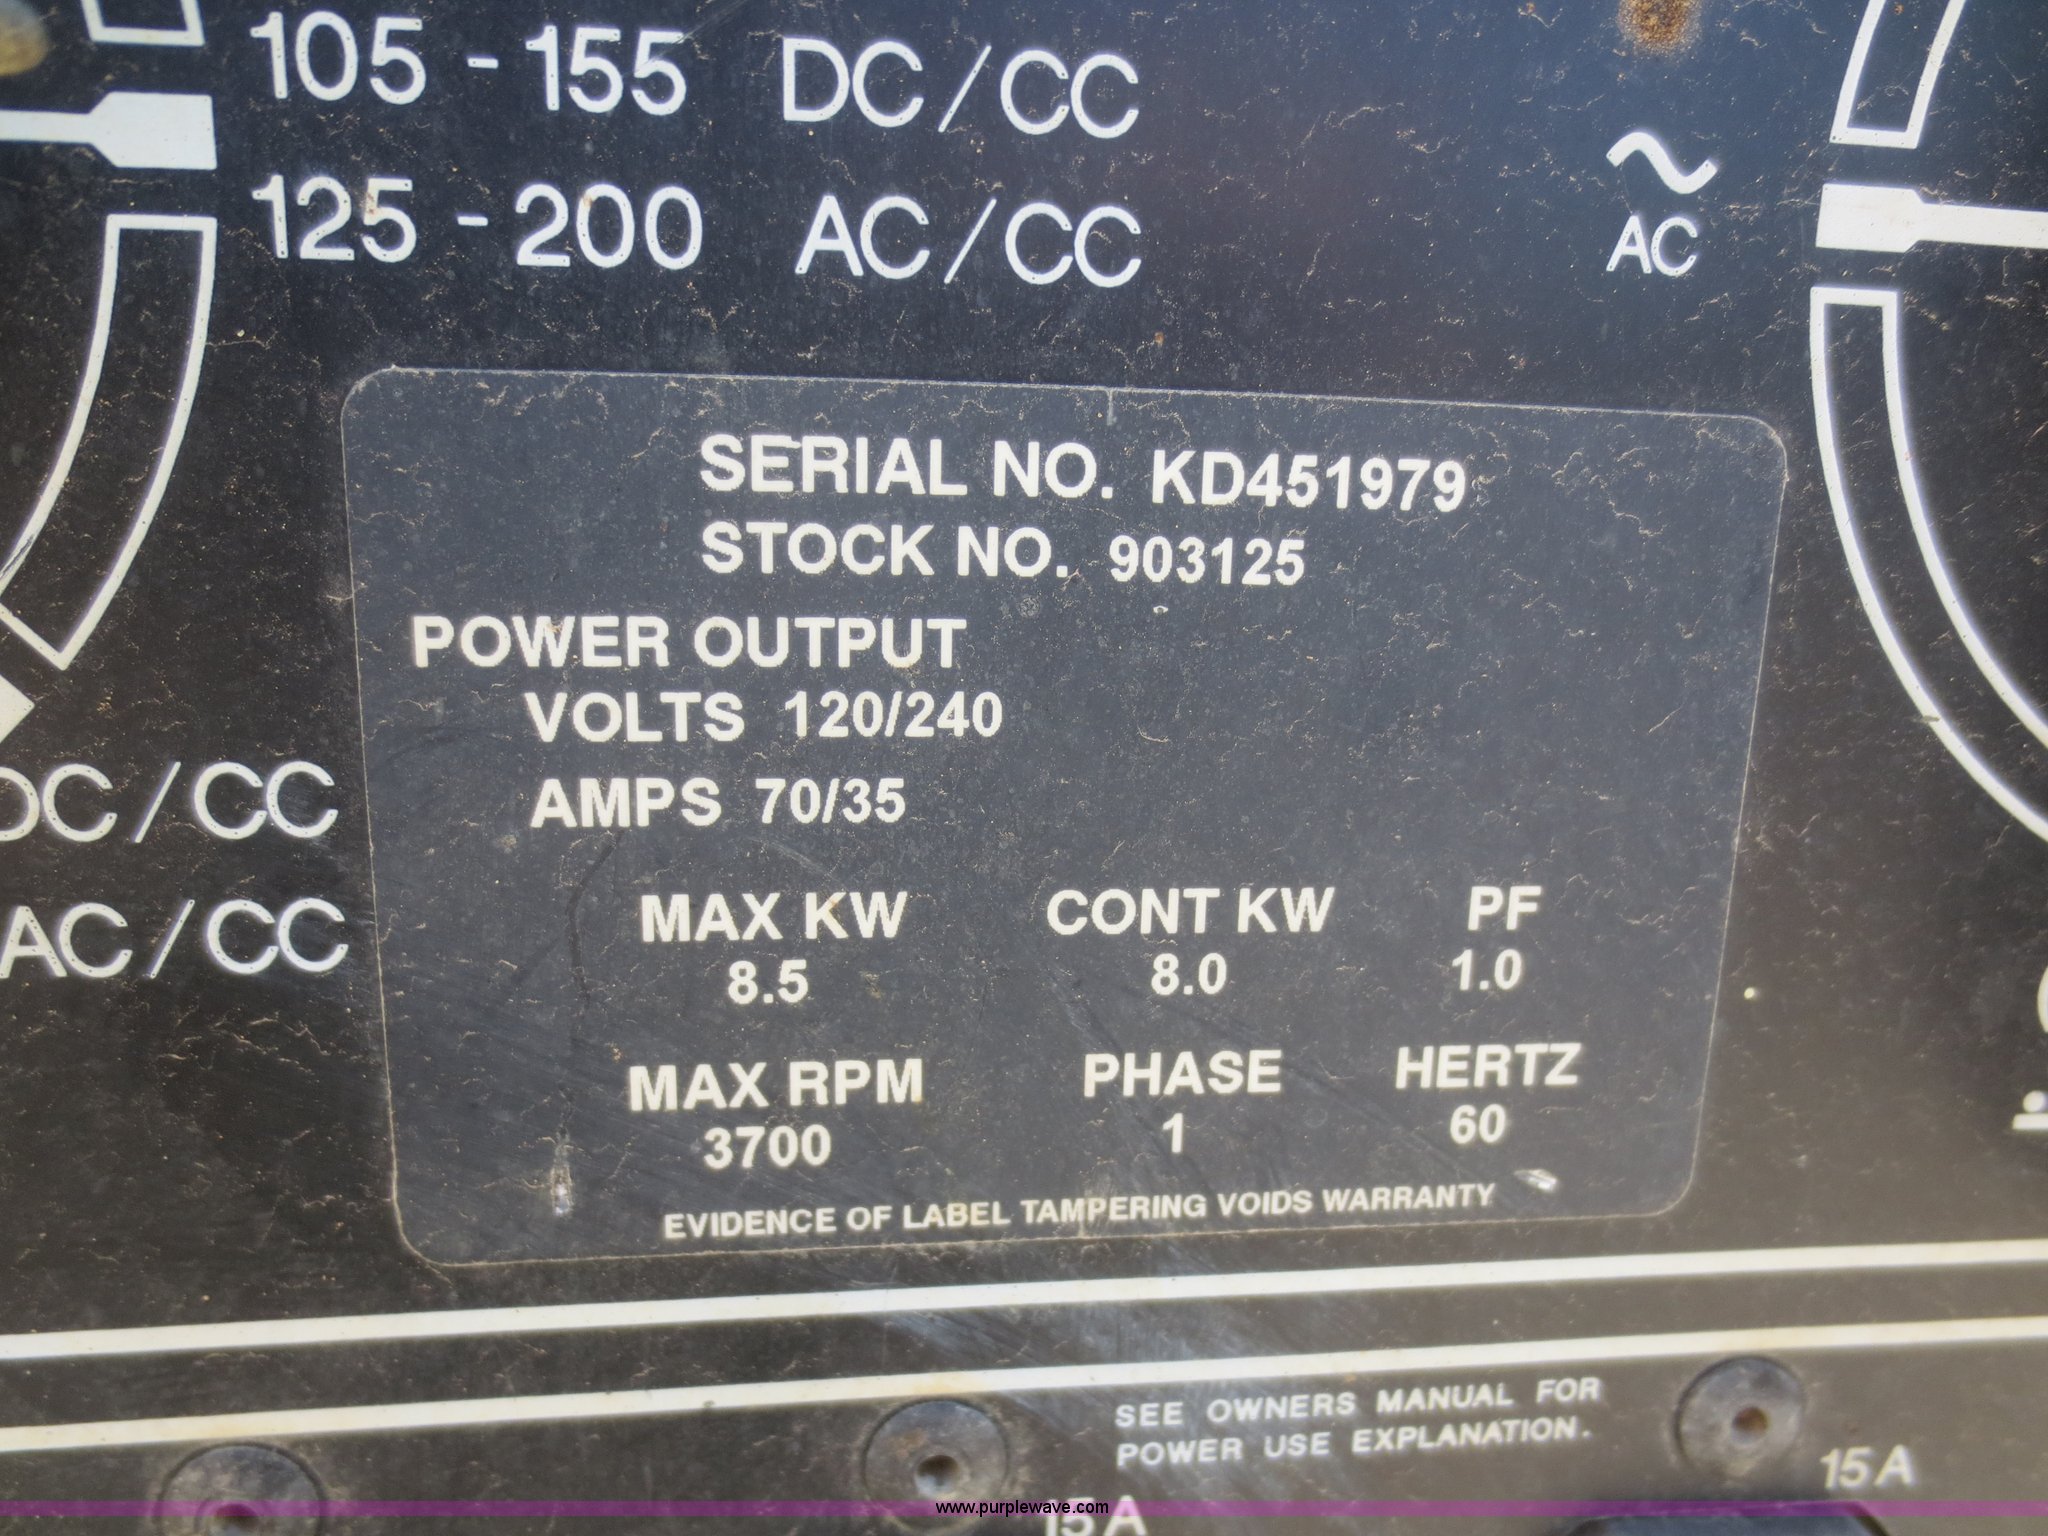 105 - 155 DC/CC
125 - 200 AC/CC
AC
SERIAL NO. KD451979
STOCK NO. 903125
POWER OUTPUT
VOLTS 120/240
AMPS 70/35
DC/CC
AC/CC
MAX KW CONT KW PF
8.5 8.0 1.0
MAX RPM PHASE HERTZ
3700 1 60
EVIDENCE OF LABEL TAMPERING VOIDS WARRANTY
SEE OWNERS MANUAL FOR
POWER USE EXPLANATION.
15A
15A
www.purplewave.com